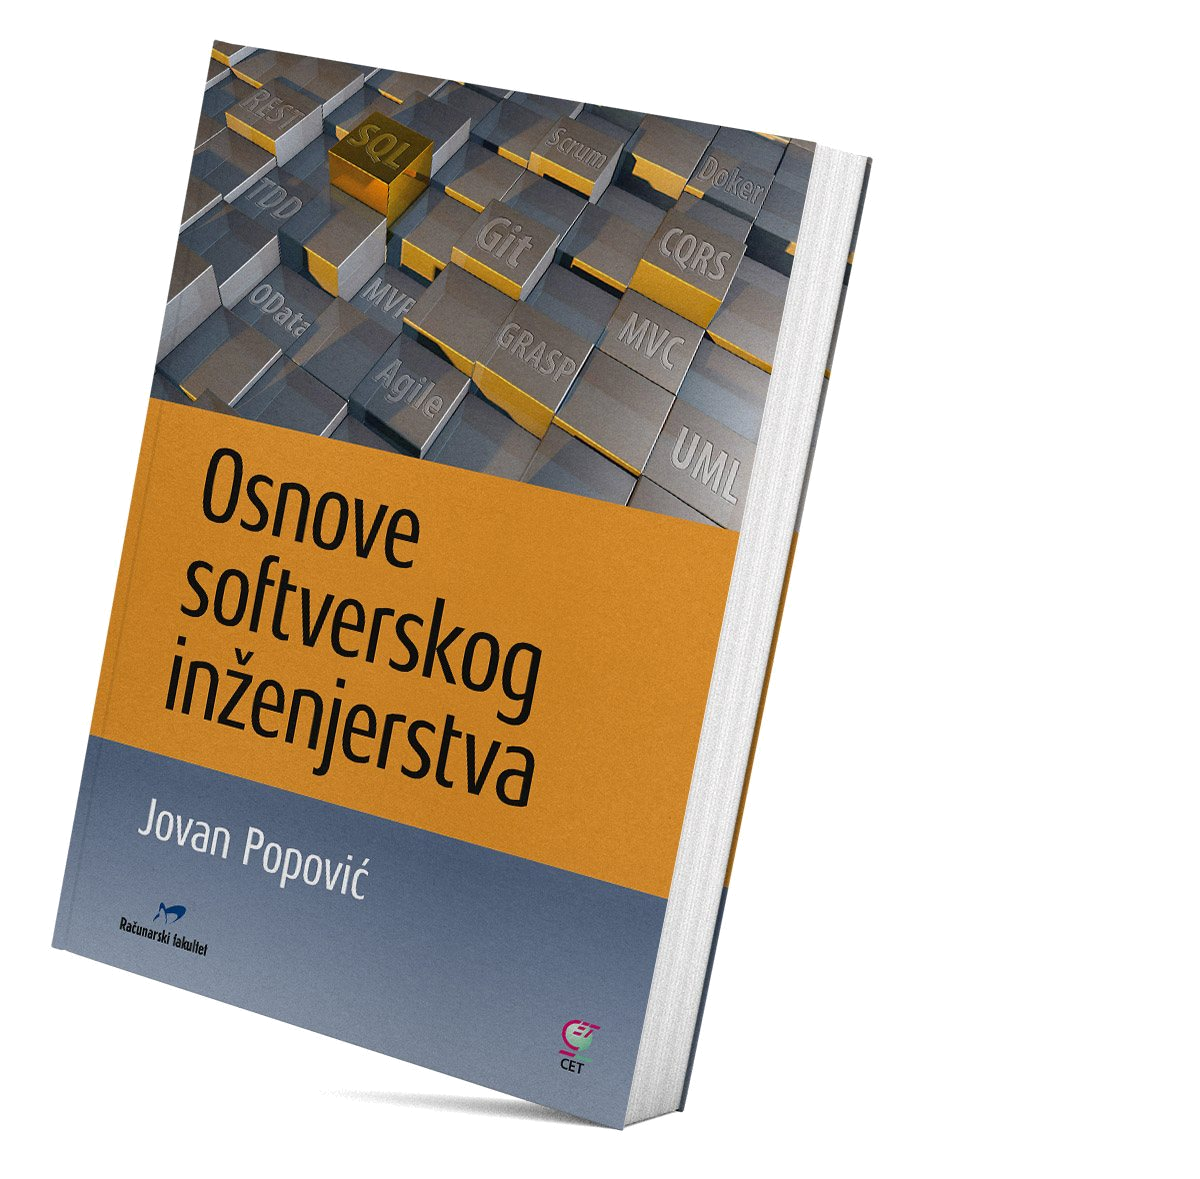 REST
SQL
Scrum
Doker
TDD
Git
CQRS
OData
MVP
GRASP
MVC
Agile
UML
Osnove
softverskog
inženjerstva
Jovan Popović
Računarski fakultet
CET
CET